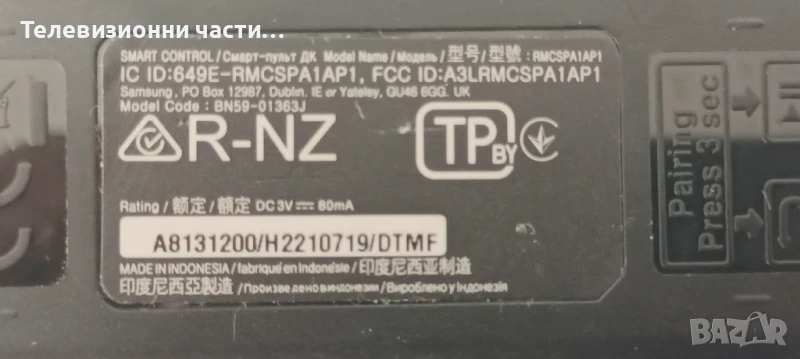 Телевизионни части…
SMART CONTROL / Смарт-пульт ДК Model Name / Модель / 型号 / 型號 : RMCSPA1AP1
IC ID:649E-RMCSPA1AP1, FCC ID:A3LRMCSPA1AP1
Samsung, PO Box 12987, Dublin. IE or Yateley, GU46 6GG. UK
Model Code : BN59-01363J
R-NZ
TP BY
Pairing
Press 3 sec
Rating / 额定 / 額定 DC 3V 80mA
A8131200/H2210719/DTMF
MADE IN INDONESIA / fabriqué en Indonésie / 印度尼西亚制造
印度尼西亞製造 / Произведено в индонезии / Вироблено у Індонезія
BAZAR